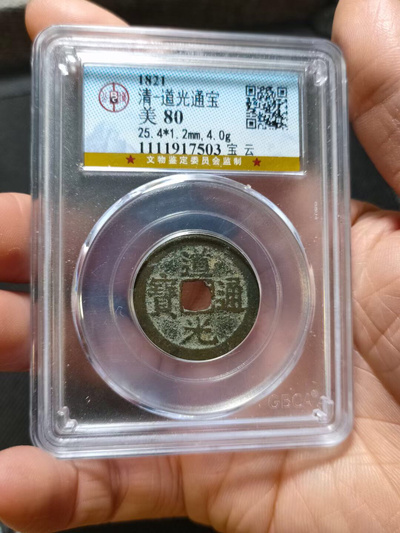 1821
清-道光通宝
美 80
25.4*1.2mm,4.0g
1111917503 宝 云
★ 文物鉴定委员会监制 ★
道
寶 通
光